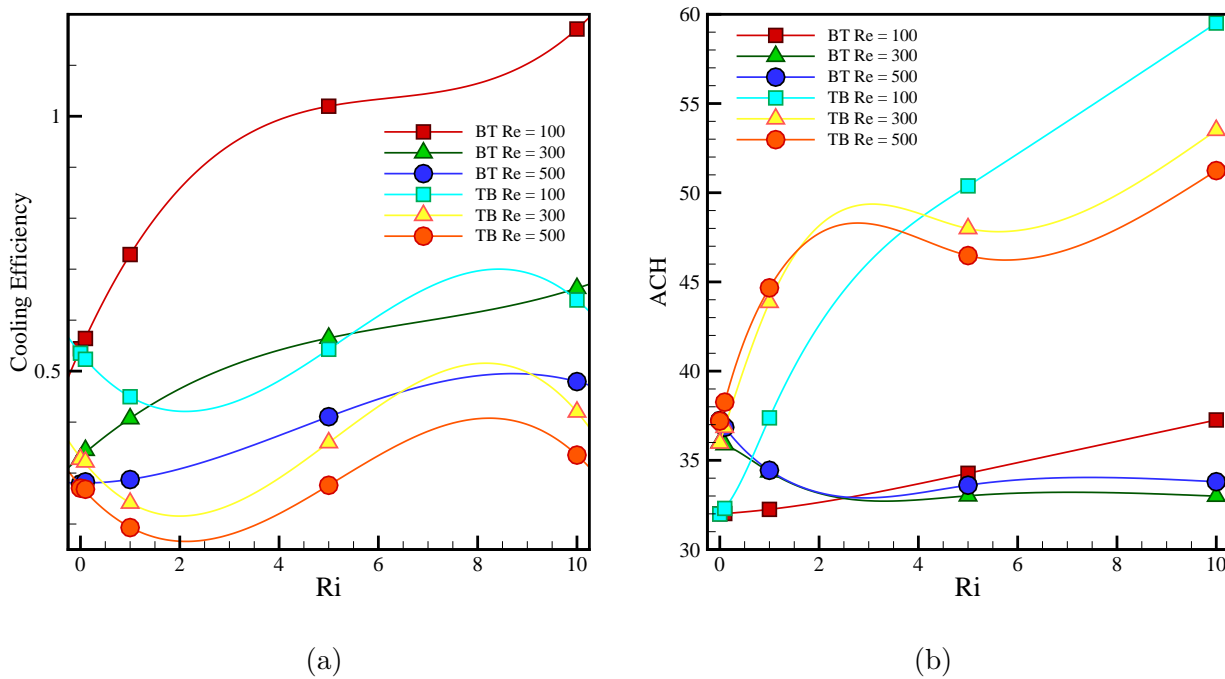 Cooling Efficiency
1
0.5
BT Re = 100
BT Re = 300
BT Re = 500
TB Re = 100
TB Re = 300
TB Re = 500
0 2 4 6 8 10
Ri
(a)
ACH
60
55
50
45
40
35
30
BT Re = 100
BT Re = 300
BT Re = 500
TB Re = 100
TB Re = 300
TB Re = 500
0 2 4 6 8 10
Ri
(b)